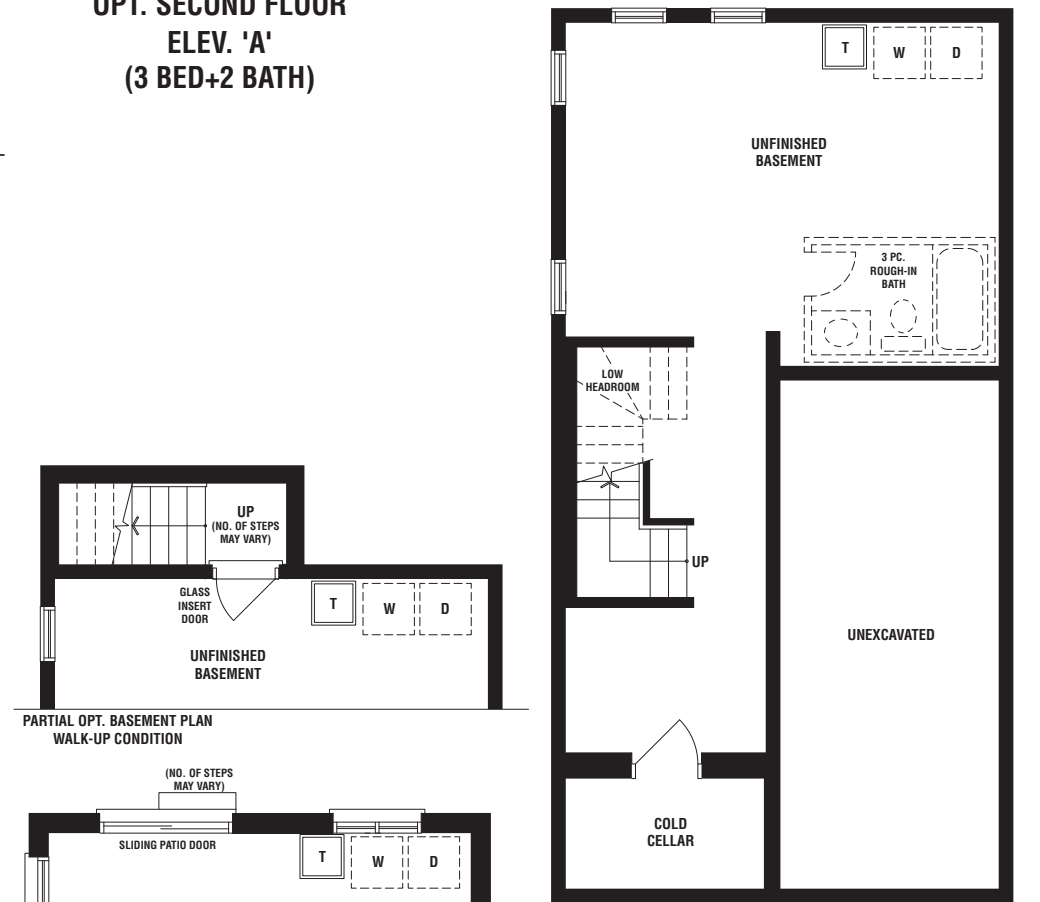 OPT. SECOND FLOOR
ELEV. 'A'
(3 BED+2 BATH)
T
W
D
UNFINISHED
BASEMENT
3 PC.
ROUGH-IN
BATH
LOW
HEADROOM
UP
UNEXCAVATED
COLD
CELLAR
UP
(NO. OF STEPS
MAY VARY)
GLASS
INSERT
DOOR
T
W
D
UNFINISHED
BASEMENT
PARTIAL OPT. BASEMENT PLAN
WALK-UP CONDITION
(NO. OF STEPS
MAY VARY)
SLIDING PATIO DOOR
T
W
D